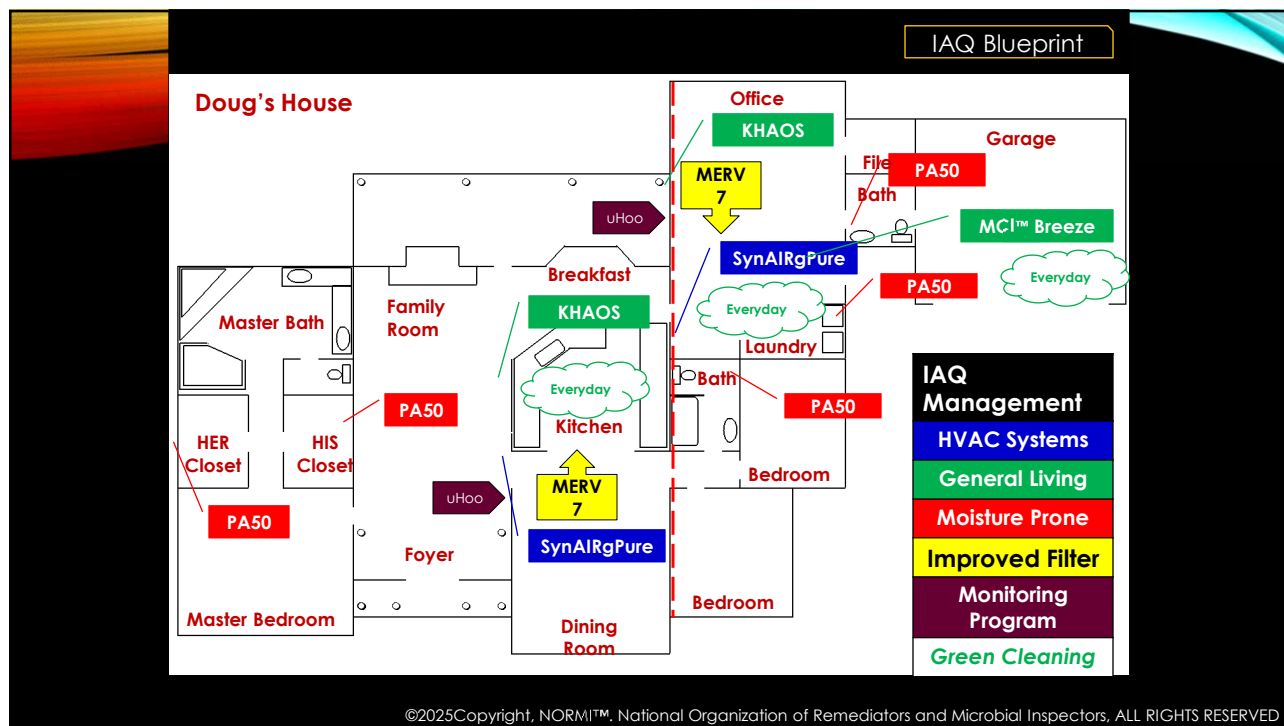 IAQ Blueprint
Doug's House
Office
KHAOS
Garage
MERV
7
File
PA50
Bath
uHoo
MCI™ Breeze
SynAIRgPure
Breakfast
Everyday
PA50
Family
Room
KHAOS
Everyday
Master Bath
Laundry
Everyday
Bath
PA50
PA50
Kitchen
HER
Closet
HIS
Closet
Bedroom
MERV
7
uHoo
PA50
SynAIRgPure
Foyer
Bedroom
Master Bedroom
Dining
Room
IAQ
Management
HVAC Systems
General Living
Moisture Prone
Improved Filter
Monitoring
Program
Green Cleaning
©2025Copyright, NORMI™. National Organization of Remediators and Microbial Inspectors, ALL RIGHTS RESERVED